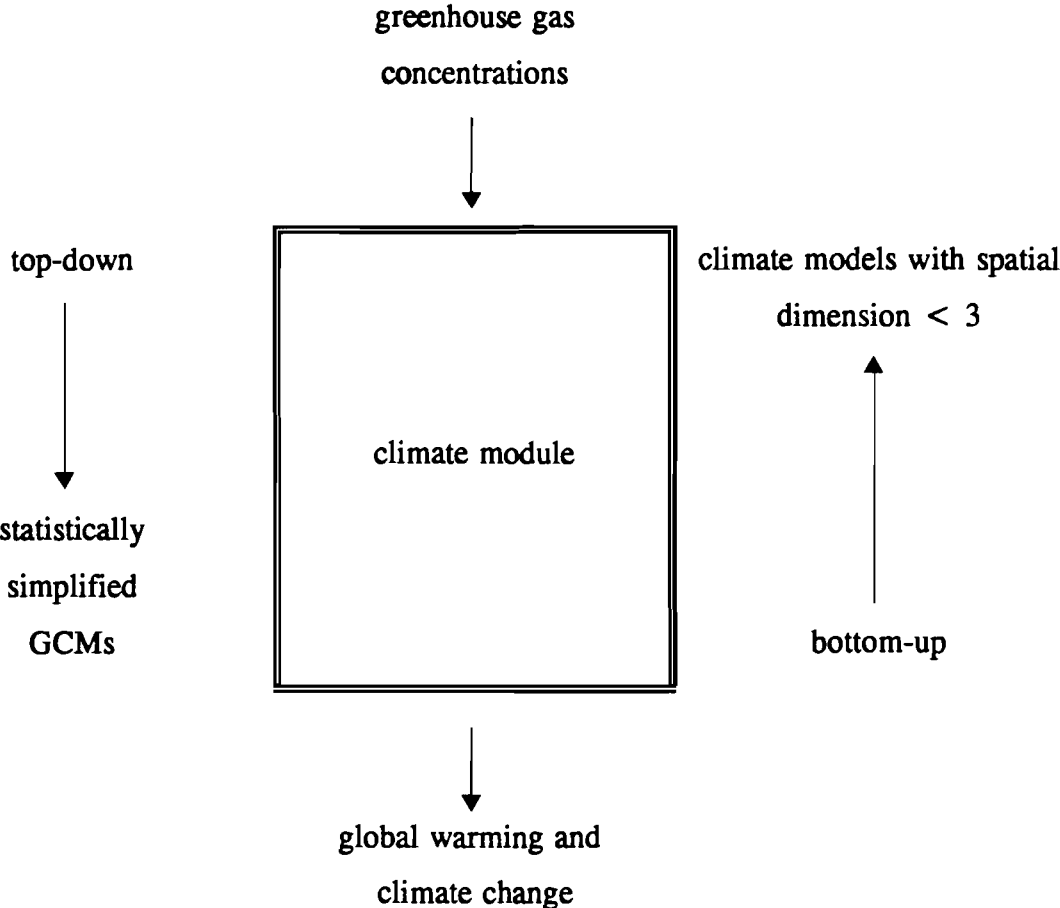 greenhouse gas
concentrations
top-down
climate models with spatial
dimension < 3
climate module
statistically
simplified
GCMs
bottom-up
global warming and
climate change